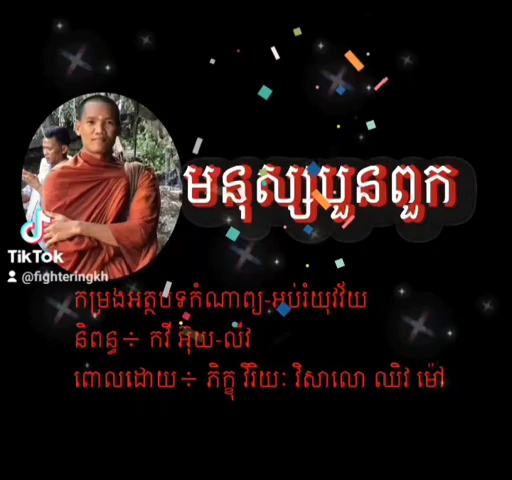 មនុស្សបួនពួក
TikTok
@fighteringkh
កម្រងអត្ថបទកំណាព្យ-អប់រំយុវវ័យ
និពន្ធ÷ កវី អ៊ុយ-លីវ
ពោលដោយ÷ ភិក្ខុ វីរិយៈ វិសាលោ ឈិវ ម៉ៅ